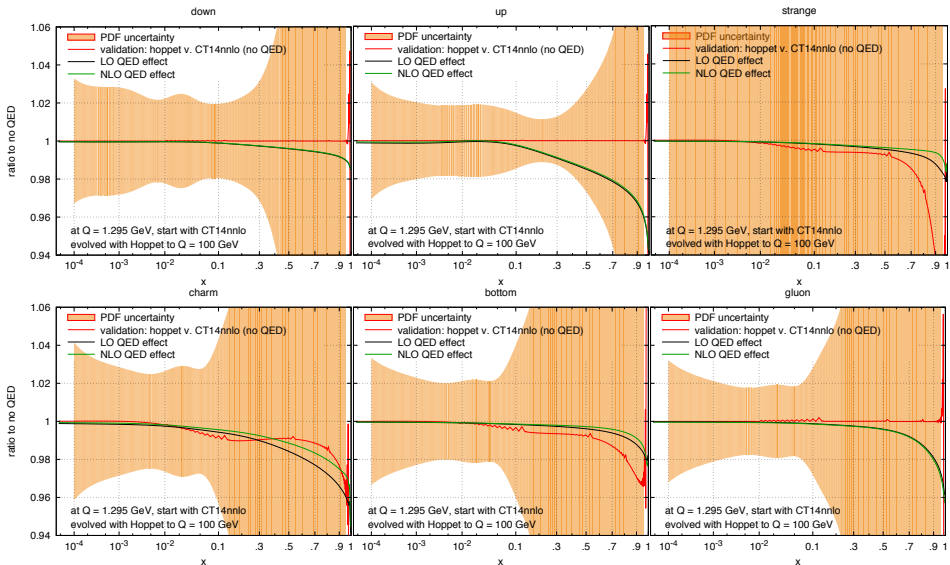 down
up
strange
1.06
1.04
1.02
1
0.98
0.96
0.94
ratio to no QED
PDF uncertainty
validation: hoppet v. CT14nnlo (no QED)
LO QED effect
NLO QED effect
at Q = 1.295 GeV, start with CT14nnlo
evolved with Hoppet to Q = 100 GeV
10-4 10-3 10-2 0.1 .3 .5 .7 .9 1
x
PDF uncertainty
validation: hoppet v. CT14nnlo (no QED)
LO QED effect
NLO QED effect
at Q = 1.295 GeV, start with CT14nnlo
evolved with Hoppet to Q = 100 GeV
10-4 10-3 10-2 0.1 .3 .5 .7 .9 1
x
PDF uncertainty
validation: hoppet v. CT14nnlo (no QED)
LO QED effect
NLO QED effect
at Q = 1.295 GeV, start with CT14nnlo
evolved with Hoppet to Q = 100 GeV
10-4 10-3 10-2 0.1 .3 .5 .7 .9 1
x
charm
bottom
gluon
1.06
1.04
1.02
1
0.98
0.96
0.94
ratio to no QED
PDF uncertainty
validation: hoppet v. CT14nnlo (no QED)
LO QED effect
NLO QED effect
at Q = 1.295 GeV, start with CT14nnlo
evolved with Hoppet to Q = 100 GeV
10-4 10-3 10-2 0.1 .3 .5 .7 .9 1
x
PDF uncertainty
validation: hoppet v. CT14nnlo (no QED)
LO QED effect
NLO QED effect
at Q = 1.295 GeV, start with CT14nnlo
evolved with Hoppet to Q = 100 GeV
10-4 10-3 10-2 0.1 .3 .5 .7 .9 1
x
PDF uncertainty
validation: hoppet v. CT14nnlo (no QED)
LO QED effect
NLO QED effect
at Q = 1.295 GeV, start with CT14nnlo
evolved with Hoppet to Q = 100 GeV
10-4 10-3 10-2 0.1 .3 .5 .7 .9 1
x